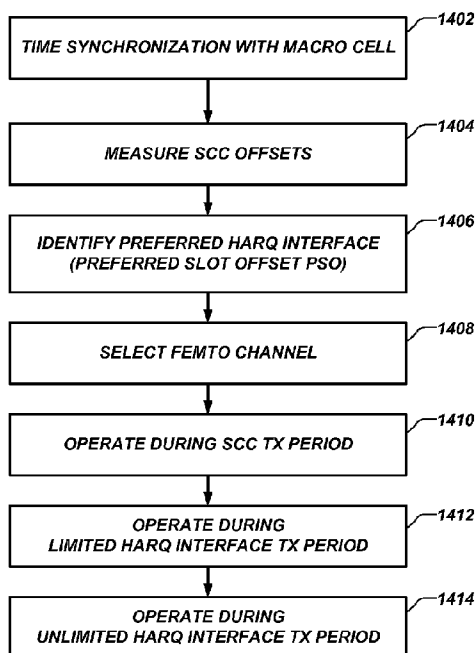 1402
TIME SYNCHRONIZATION WITH MACRO CELL
1404
MEASURE SCC OFFSETS
1406
IDENTIFY PREFERRED HARQ INTERFACE
(PREFERRED SLOT OFFSET PSO)
1408
SELECT FEMTO CHANNEL
1410
OPERATE DURING SCC TX PERIOD
1412
OPERATE DURING
LIMITED HARQ INTERFACE TX PERIOD
1414
OPERATE DURING
UNLIMITED HARQ INTERFACE TX PERIOD